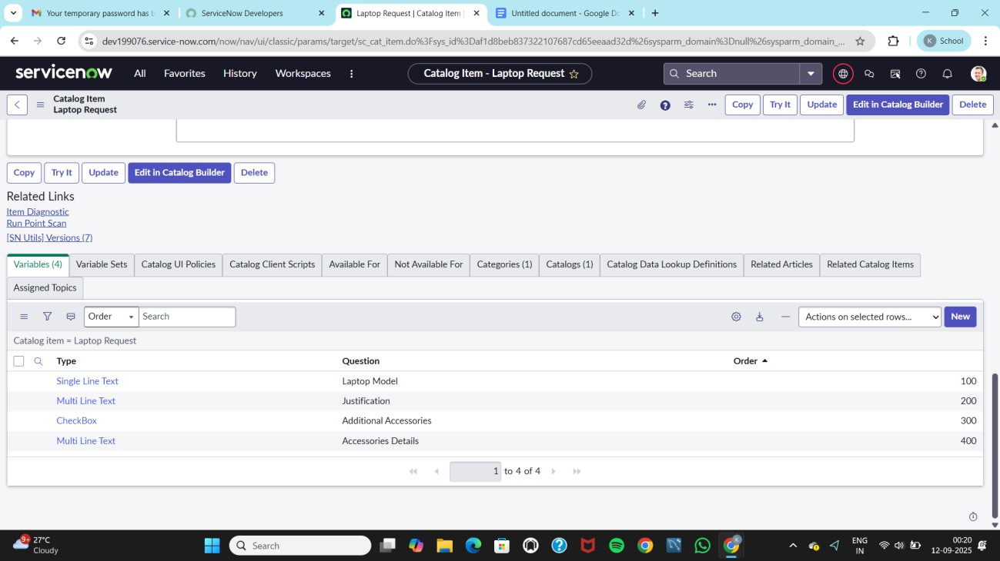 Your temporary password has b
ServiceNow Developers
Laptop Request | Catalog Item |
Untitled document - Google Do
dev199076.service-now.com/now/nav/ui/classic/params/target/sc_cat_item.do%3Fsys_id%3Daf1d8beb837322107687cd65eeaad32d%26sysparm_domain%3Dnull%26sysparm_domain_...
K School
servicenow All Favorites History Workspaces Catalog Item - Laptop Request Search
Catalog Item
Laptop Request
Copy Try It Update Edit in Catalog Builder Delete
Copy Try It Update Edit in Catalog Builder Delete
Related Links
Item Diagnostic
Run Point Scan
[SN Utils] Versions (7)
Variables (4) Variable Sets Catalog UI Policies Catalog Client Scripts Available For Not Available For Categories (1) Catalogs (1) Catalog Data Lookup Definitions Related Articles Related Catalog Items
Assigned Topics
Order Search Actions on selected rows... New
Catalog item = Laptop Request
Type Question Order
Single Line Text Laptop Model 100
Multi Line Text Justification 200
CheckBox Additional Accessories 300
Multi Line Text Accessories Details 400
1 to 4 of 4
9+ 27°C
Cloudy
Search
ENG
IN
00:20
12-09-2025